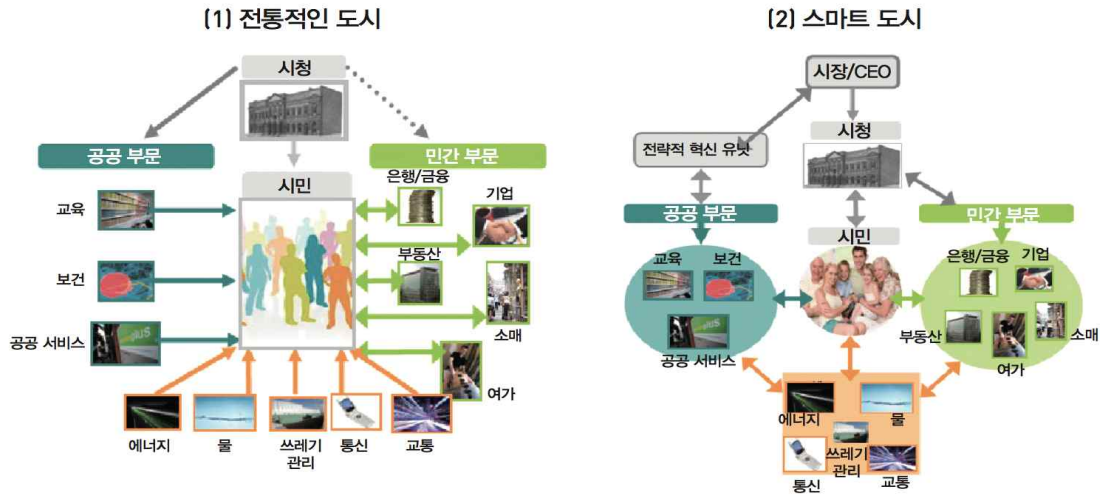 (1) 전통적인 도시
시청
공공 부문
민간 부문
시민
은행/금융
기업
교육
부동산
보건
소매
공공 서비스
여가
에너지
물
쓰레기
관리
통신
교통
(2) 스마트 도시
시장/CEO
시청
전략적 혁신 유닛
공공 부문
민간 부문
시민
교육
보건
은행/금융
기업
부동산
소매
공공 서비스
여가
에너지
물
쓰레기
관리
통신
교통